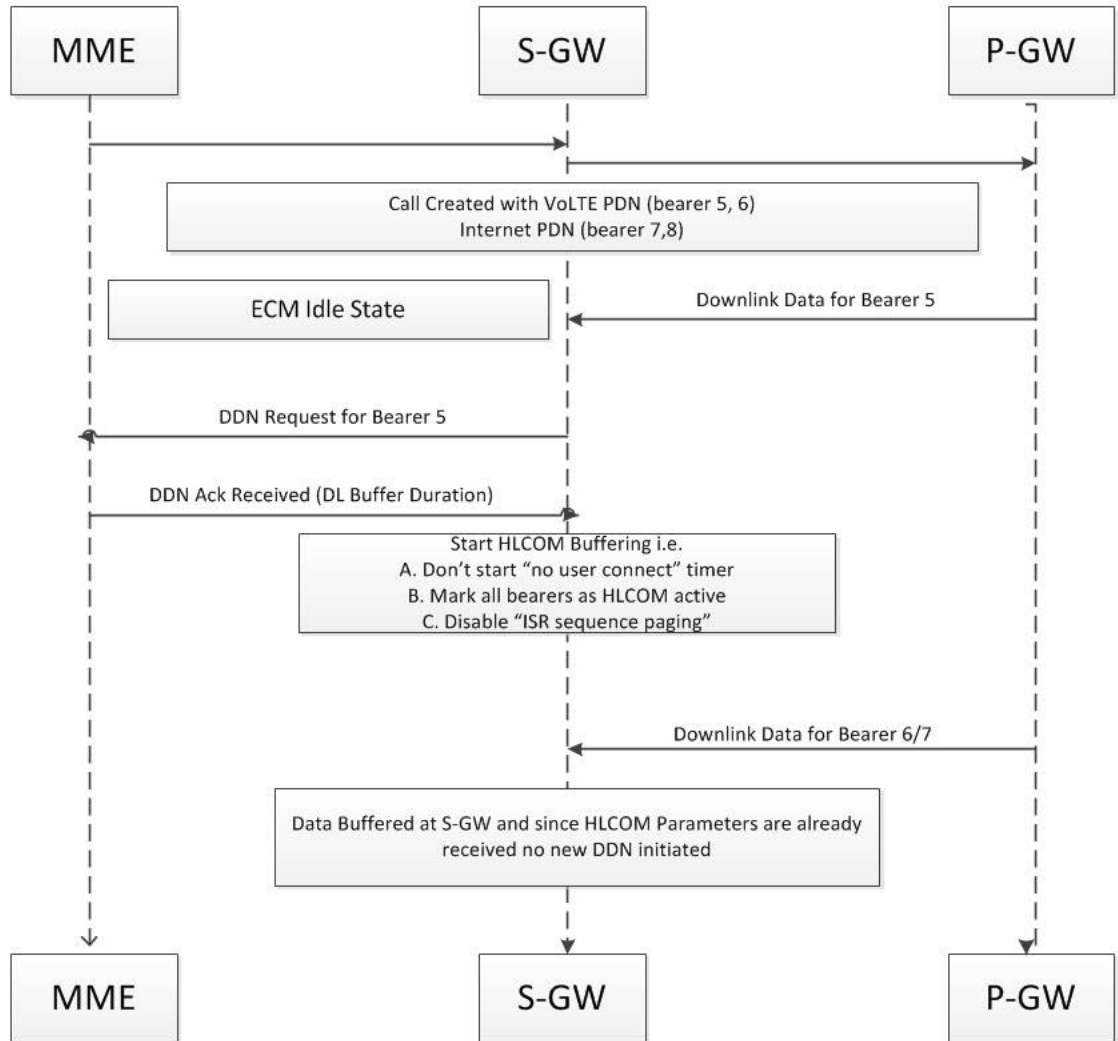 MME
S-GW
P-GW
Call Created with VoLTE PDN (bearer 5, 6)
Internet PDN (bearer 7,8)
ECM Idle State
Downlink Data for Bearer 5
DDN Request for Bearer 5
DDN Ack Received (DL Buffer Duration)
Start HLCOM Buffering i.e.
A. Don’t start “no user connect” timer
B. Mark all bearers as HLCOM active
C. Disable “ISR sequence paging”
Downlink Data for Bearer 6/7
Data Buffered at S-GW and since HLCOM Parameters are already
received no new DDN initiated
MME
S-GW
P-GW